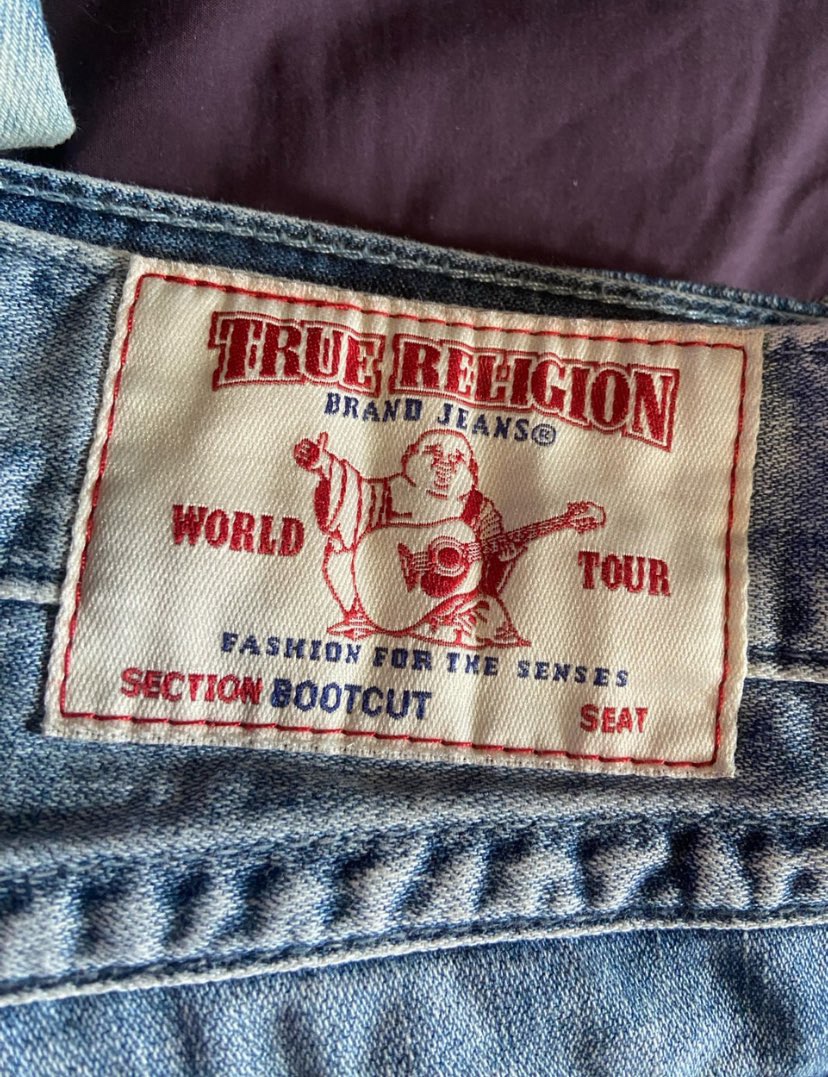 TRUE RELIGION
BRAND JEANS®
WORLD TOUR
FASHION FOR THE SENSES
SECTION BOOTCUT SEAT